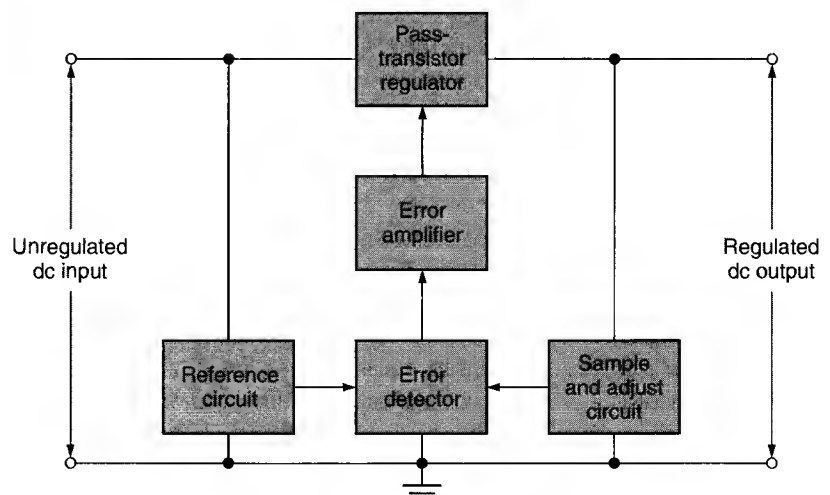 Pass-
transistor
regulator
Error
amplifier
Unregulated
dc input
Regulated
dc output
Reference
circuit
Error
detector
Sample
and adjust
circuit